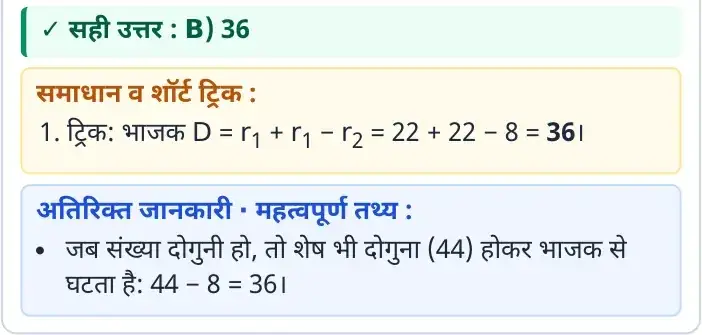 ✓ सही उत्तर : B) 36
समाधान व शॉर्ट ट्रिक :
1. ट्रिक: भाजक D = r₁ + r₁ − r₂ = 22 + 22 − 8 = 36।
अतिरिक्त जानकारी · महत्वपूर्ण तथ्य :
• जब संख्या दोगुनी हो, तो शेष भी दोगुना (44) होकर भाजक से
घटता है: 44 − 8 = 36।